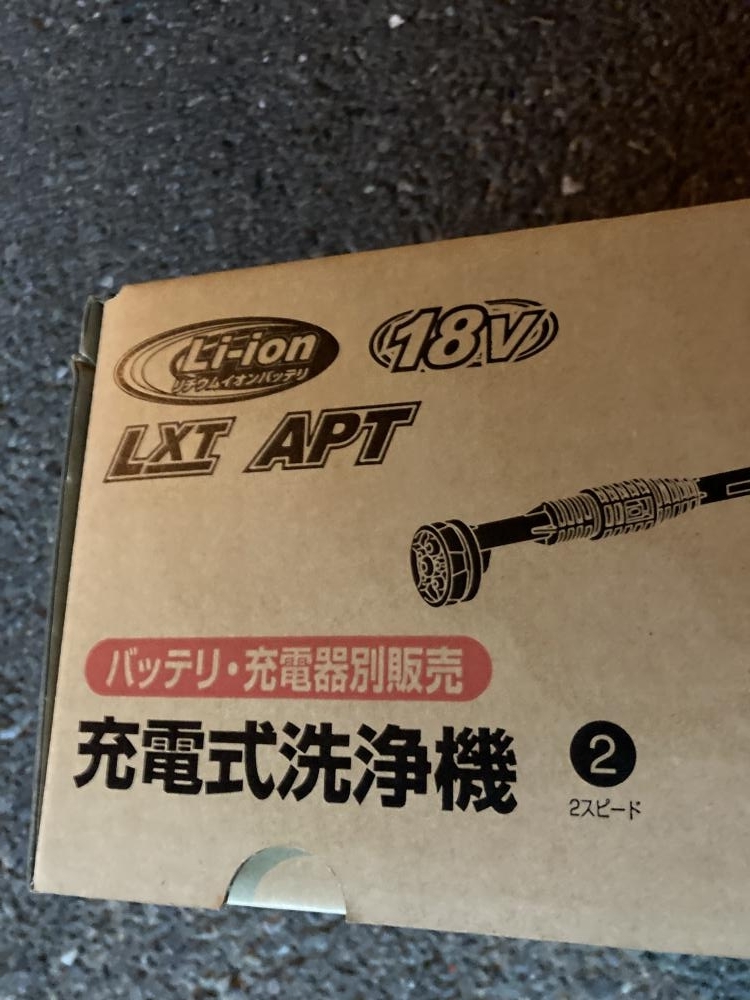 Li-ion
リチウムイオンバッテリ
18V
LXT APT
バッテリ・充電器別販売
充電式洗浄機
2
2スピード